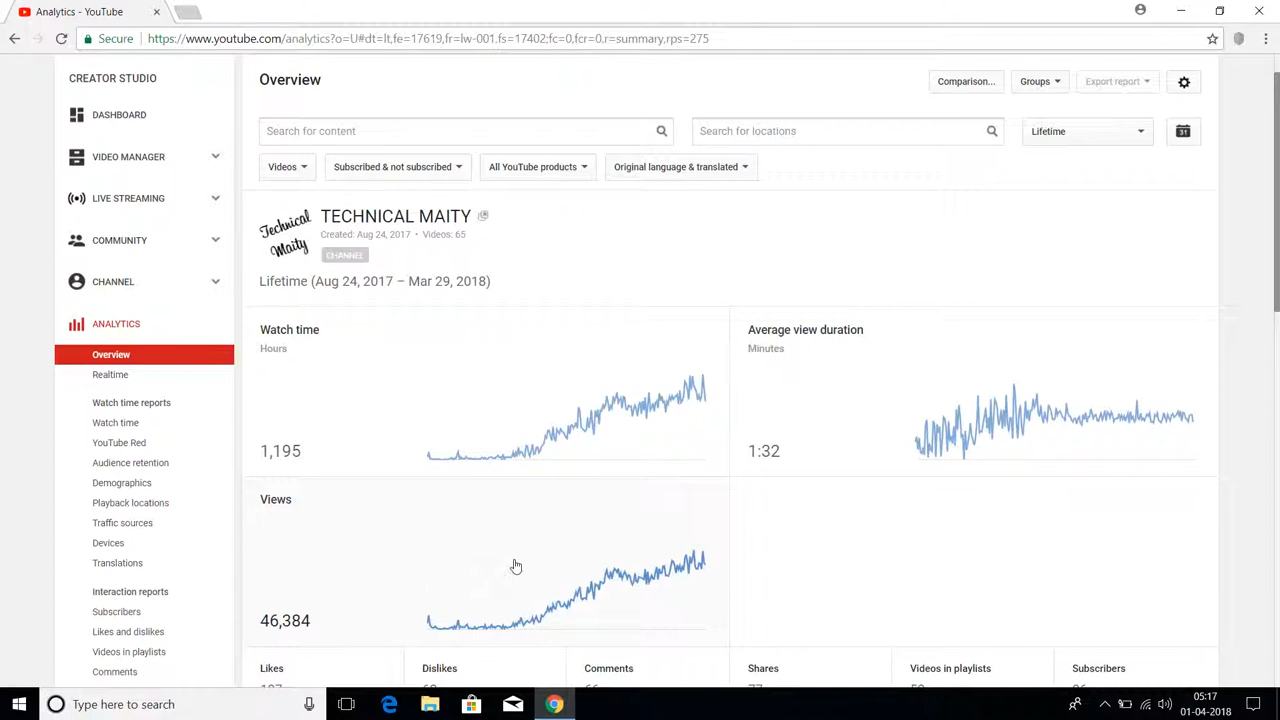 Analytics - YouTube
Secure
https://www.youtube.com/analytics?o=U#dt=lt,fe=17619,fr=lw-001,fs=17402;fc=0,fcr=0,r=summary,rps=275
CREATOR STUDIO
Overview
Comparison...
Groups
Export report
DASHBOARD
Search for content
Search for locations
Lifetime
31
VIDEO MANAGER
Videos
Subscribed & not subscribed
All YouTube products
Original language & translated
LIVE STREAMING
Technical Maity
TECHNICAL MAITY
Created: Aug 24, 2017 • Videos: 65
COMMUNITY
CHANNEL
CHANNEL
Lifetime (Aug 24, 2017 – Mar 29, 2018)
ANALYTICS
Watch time
Average view duration
Hours
Minutes
Overview
Realtime
Watch time reports
Watch time
YouTube Red
1,195
1:32
Audience retention
Demographics
Views
Playback locations
Traffic sources
Devices
Translations
Interaction reports
Subscribers
46,384
Likes and dislikes
Videos in playlists
Comments
Likes
Dislikes
Comments
Shares
Videos in playlists
Subscribers
Type here to search
05:17
01-04-2018